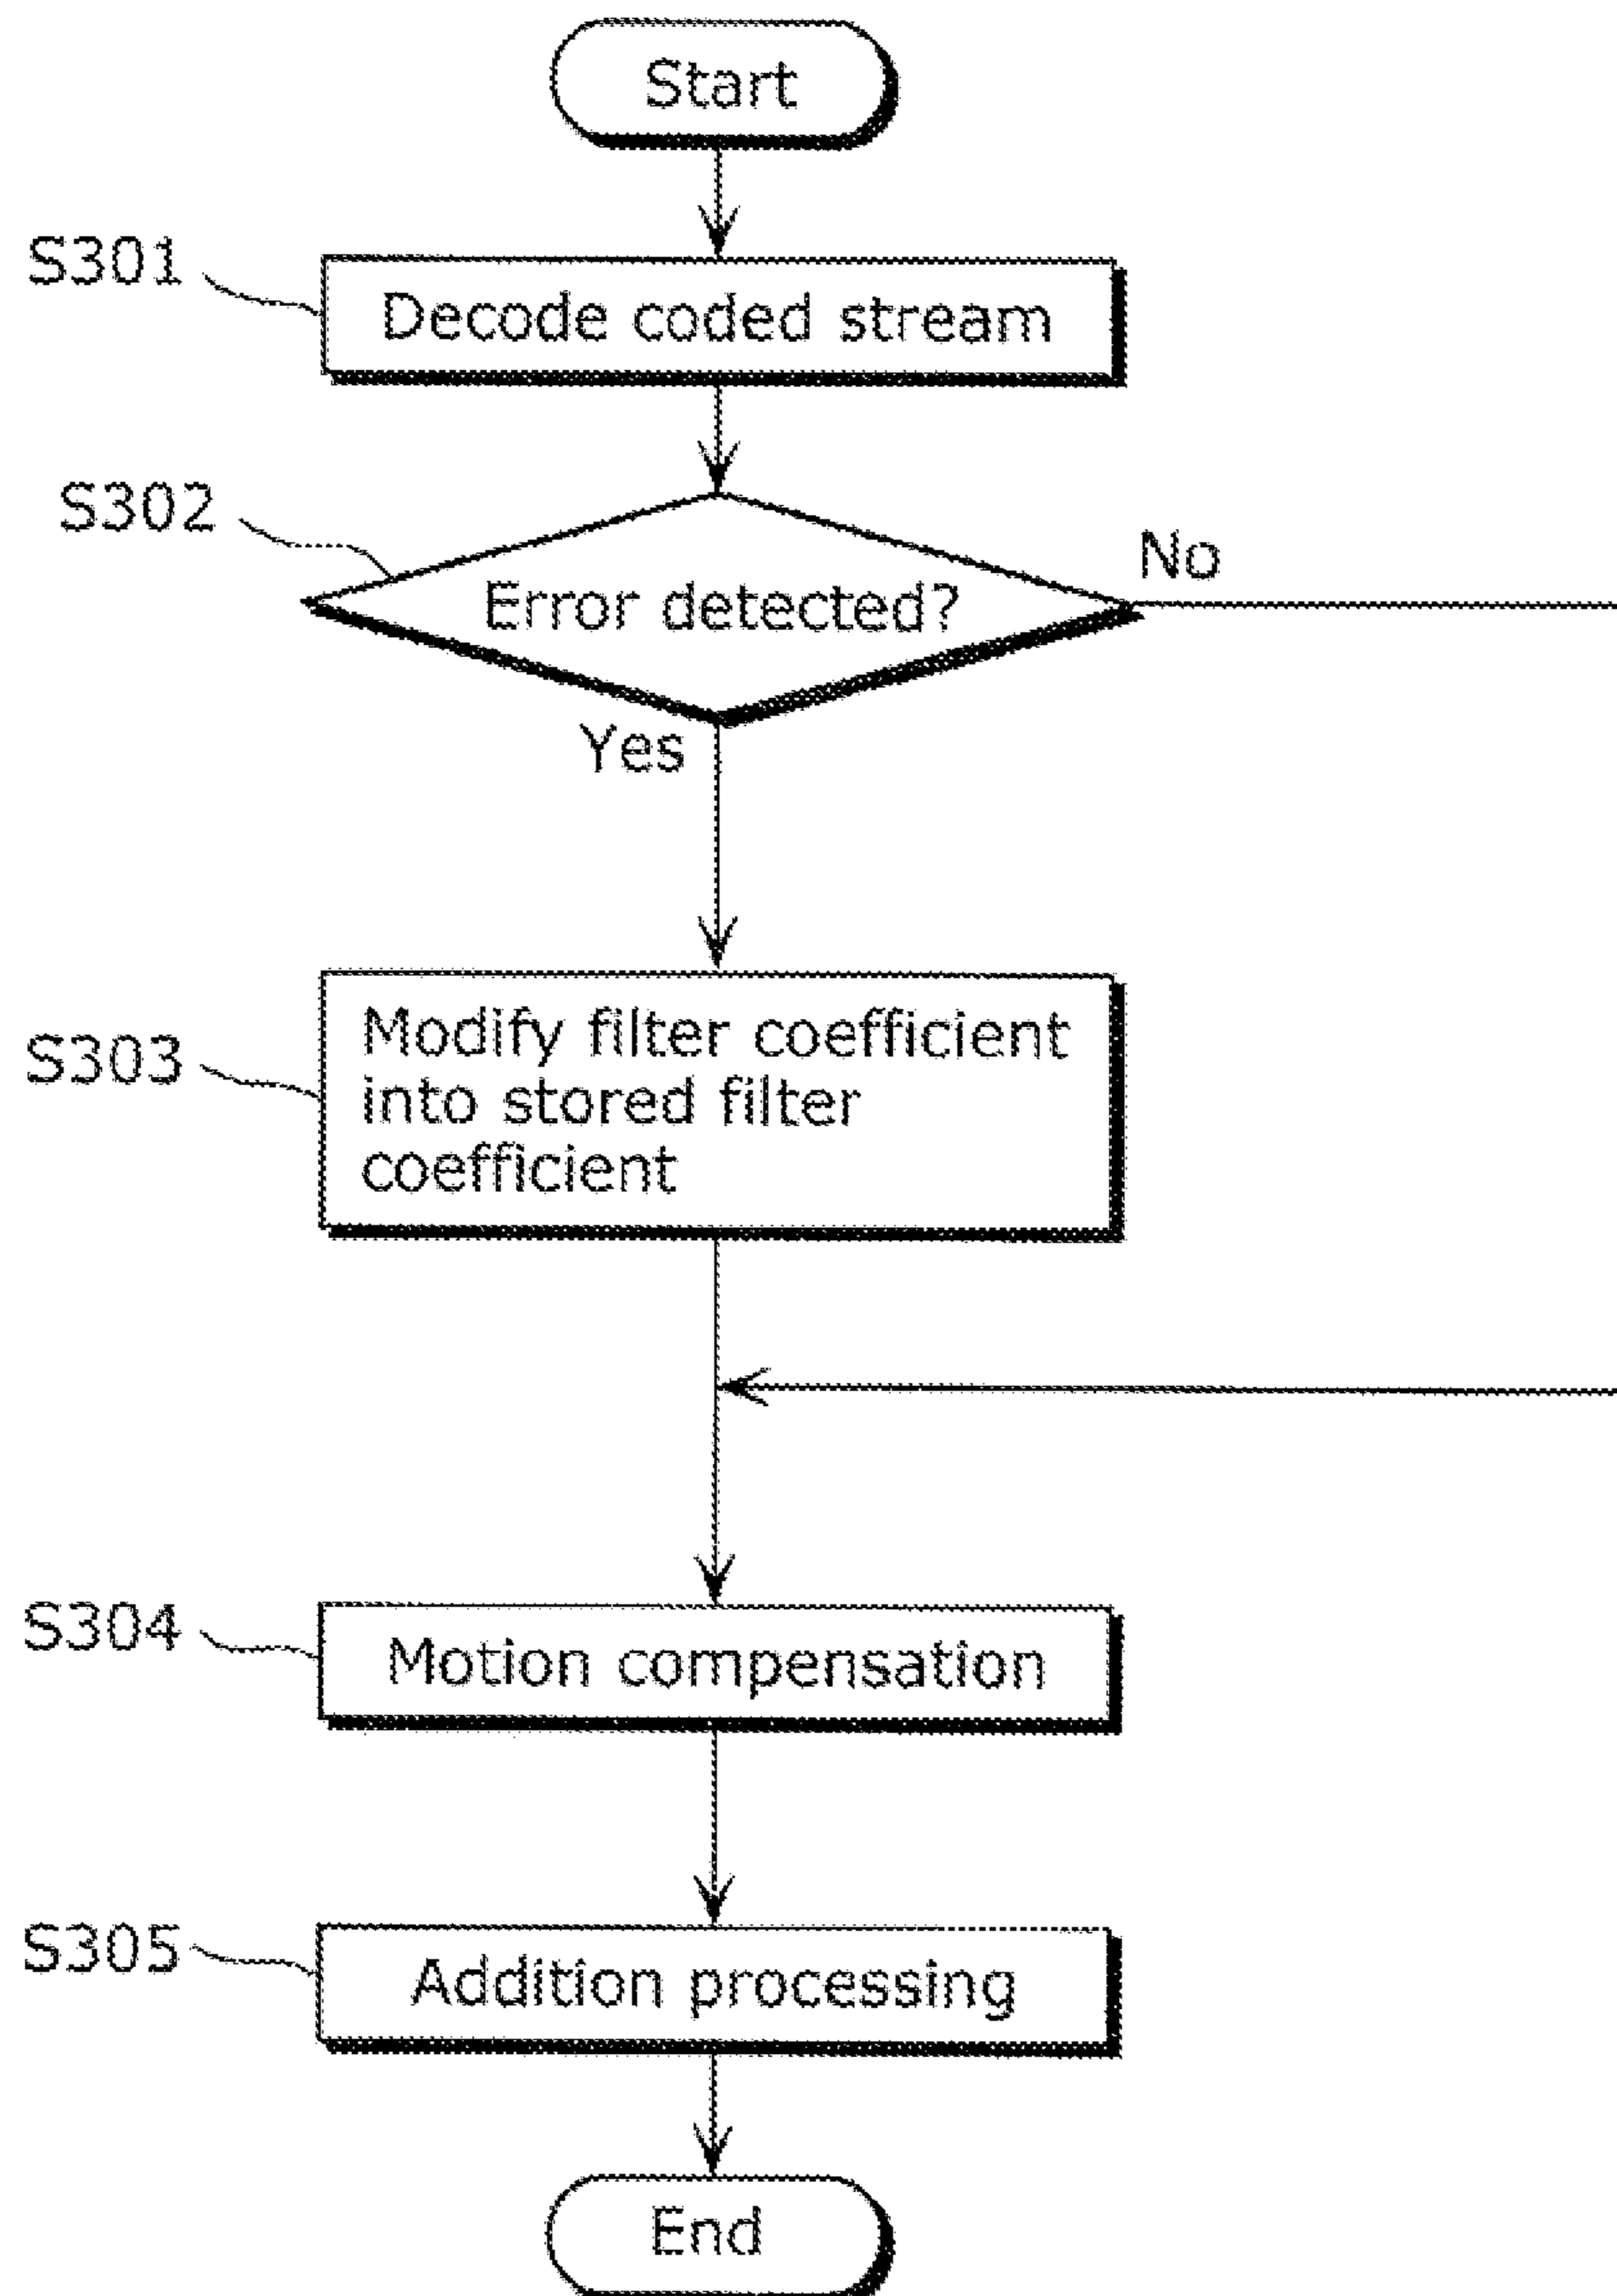 Start
S301
Decode coded stream
S302
Error detected?
No
Yes
S303
Modify filter coefficient
into stored filter
coefficient
S304
Motion compensation
S305
Addition processing
End